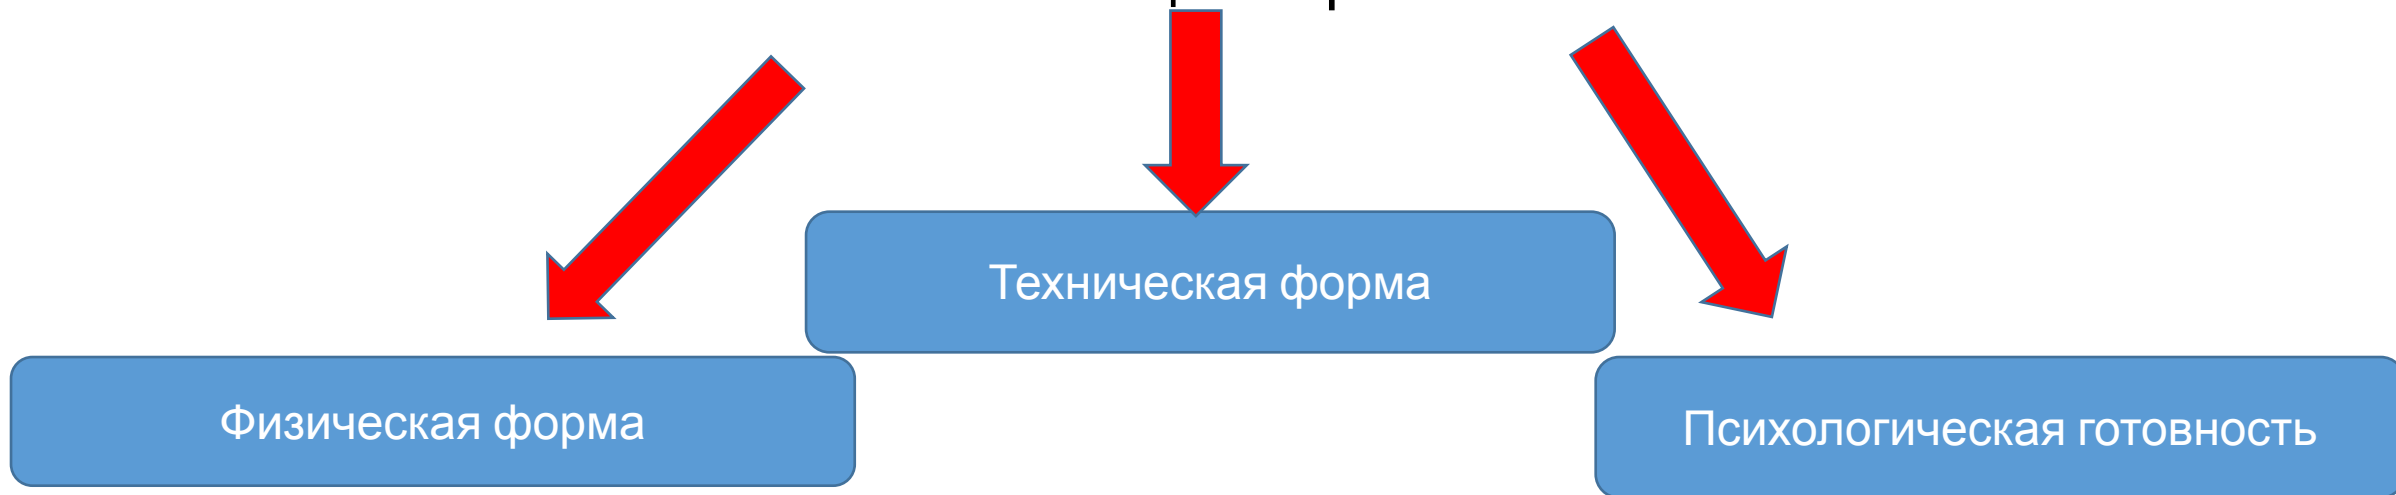 Техническая форма
Физическая форма
Психологическая готовность